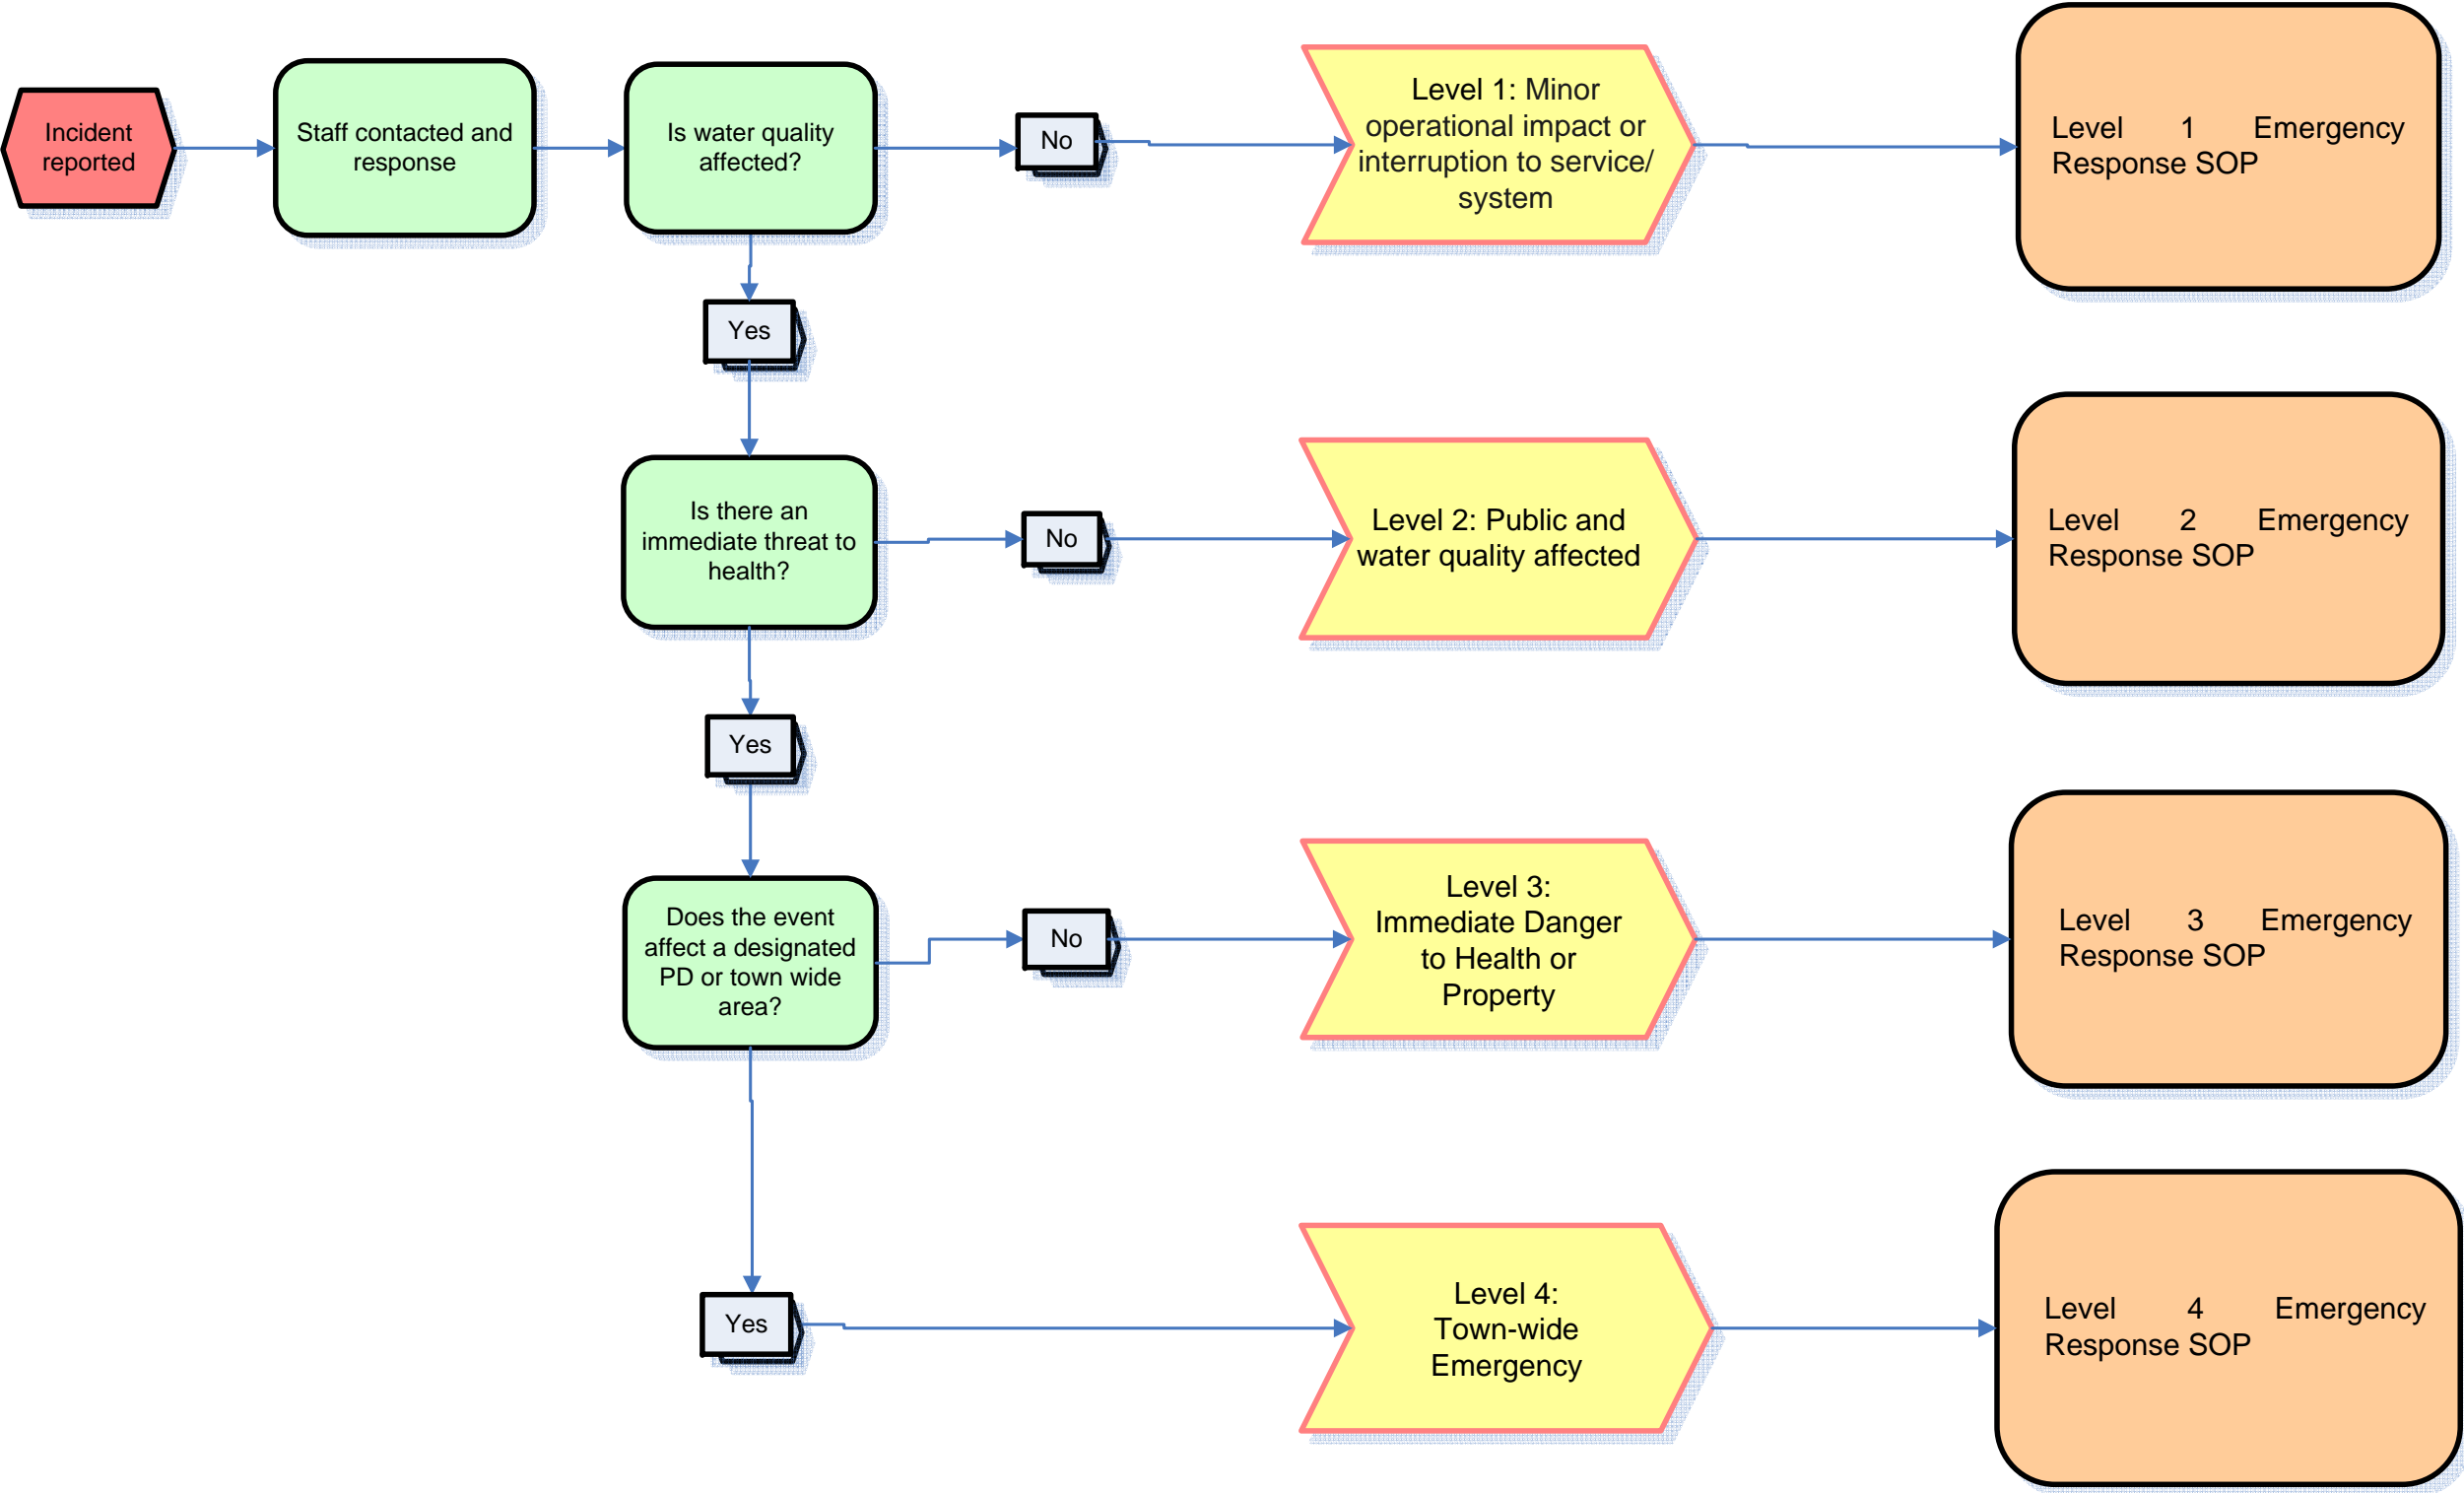 Incident
reported
Staff contacted and
response
Is water quality
affected?
No
Level 1: Minor
operational impact or
interruption to service/
system
Level 1 Emergency
Response SOP
Yes
Is there an
immediate threat to
health?
No
Level 2: Public and
water quality affected
Level 2 Emergency
Response SOP
Yes
Does the event
affect a designated
PD or town wide
area?
No
Level 3:
Immediate Danger
to Health or
Property
Level 3 Emergency
Response SOP
Yes
Level 4:
Town-wide
Emergency
Level 4 Emergency
Response SOP